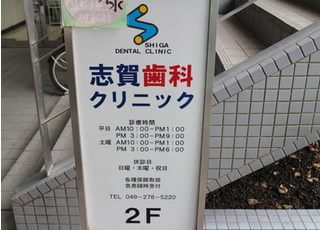 SHIGA
DENTAL CLINIC
志賀歯科
クリニック
診療時間
平日 AM10:00~PM1:00
PM 3:00~PM9:00
土曜 AM10:00~PM1:00
PM 3:00~PM6:00
休診日
日曜・木曜・祝日
各種保険取扱
急患随時受付
TEL 049-278-5220
2F